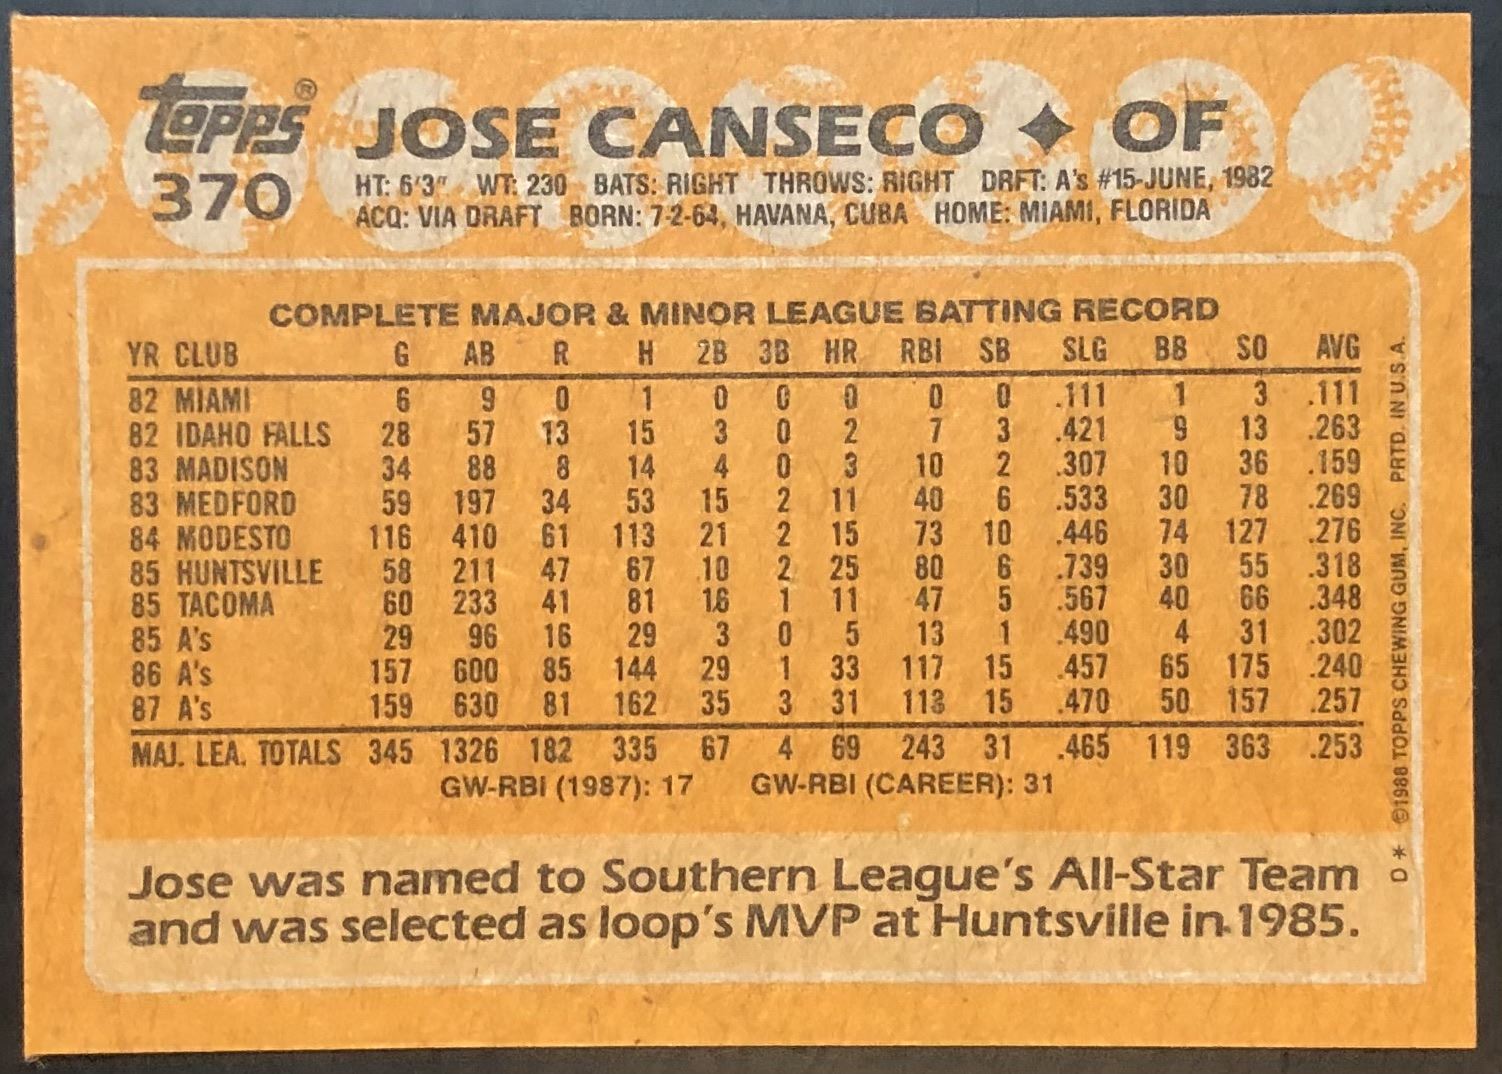 topps®
370
JOSE CANSECO ✦ OF
HT: 6'3" WT: 230 BATS: RIGHT THROWS: RIGHT DRFT: A's #15-JUNE, 1982
ACQ: VIA DRAFT BORN: 7-2-64, HAVANA, CUBA HOME: MIAMI, FLORIDA
COMPLETE MAJOR & MINOR LEAGUE BATTING RECORD
YR CLUB G AB R H 2B 3B HR RBI SB SLG BB SO AVG
82 MIAMI 6 9 0 1 0 0 0 0 0 .111 1 3 .111
82 IDAHO FALLS 28 57 13 15 3 0 2 7 3 .421 9 13 .263
83 MADISON 34 88 8 14 4 0 3 10 2 .307 10 36 .159
83 MEDFORD 59 197 34 53 15 2 11 40 6 .533 30 78 .269
84 MODESTO 116 410 61 113 21 2 15 73 10 .446 74 127 .276
85 HUNTSVILLE 58 211 47 67 10 2 25 80 6 .739 30 55 .318
85 TACOMA 60 233 41 81 16 1 11 47 5 .567 40 66 .348
85 A's 29 96 16 29 3 0 5 13 1 .490 4 31 .302
86 A's 157 600 85 144 29 1 33 117 15 .457 65 175 .240
87 A's 159 630 81 162 35 3 31 113 15 .470 50 157 .257
MAJ. LEA. TOTALS 345 1326 182 335 67 4 69 243 31 .465 119 363 .253
GW-RBI (1987): 17 GW-RBI (CAREER): 31
Jose was named to Southern League's All-Star Team
and was selected as loop's MVP at Huntsville in 1985.
D* ©1988 TOPPS CHEWING GUM, INC. PRTD. IN U.S.A.